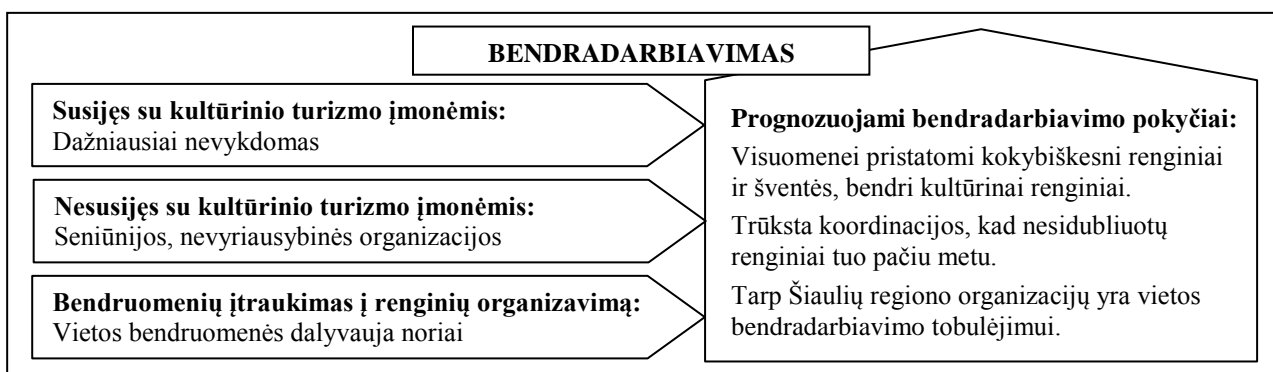 BENDRADARBIAVIMAS
Susijęs su kultūrinio turizmo įmonėmis:
Dažniausiai nevykdomas
Nesusijęs su kultūrinio turizmo įmonėmis:
Seniūnijos, nevyriausybinės organizacijos
Bendruomenių įtraukimas į renginių organizavimą:
Vietos bendruomenės dalyvauja noriai
Prognozuojami bendradarbiavimo pokyčiai:
Visuomenei pristatomi kokybiškesni renginiai
ir šventės, bendri kultūrinai renginiai.
Trūksta koordinacijos, kad nesidubliuotų
renginiai tuo pačiu metu.
Tarp Šiaulių regiono organizacijų yra vietos
bendradarbiavimo tobulėjimui.